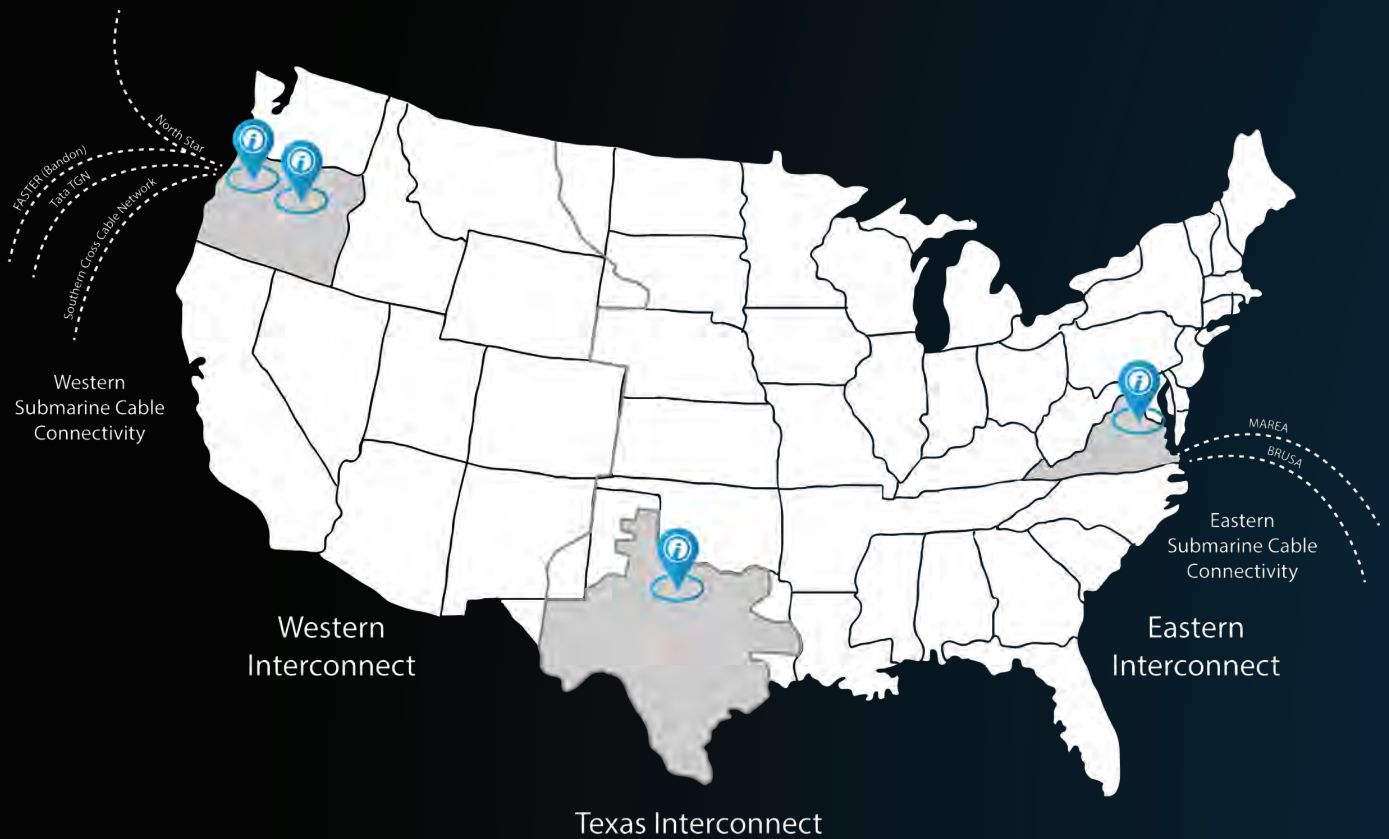 North Star
FASTER (Bandon)
Tata TGN
Southern Cross Cable Network
Western
Submarine Cable
Connectivity
MAREA
BRUSA
Eastern
Submarine Cable
Connectivity
Western
Interconnect
Eastern
Interconnect
Texas Interconnect
i
i
i
i